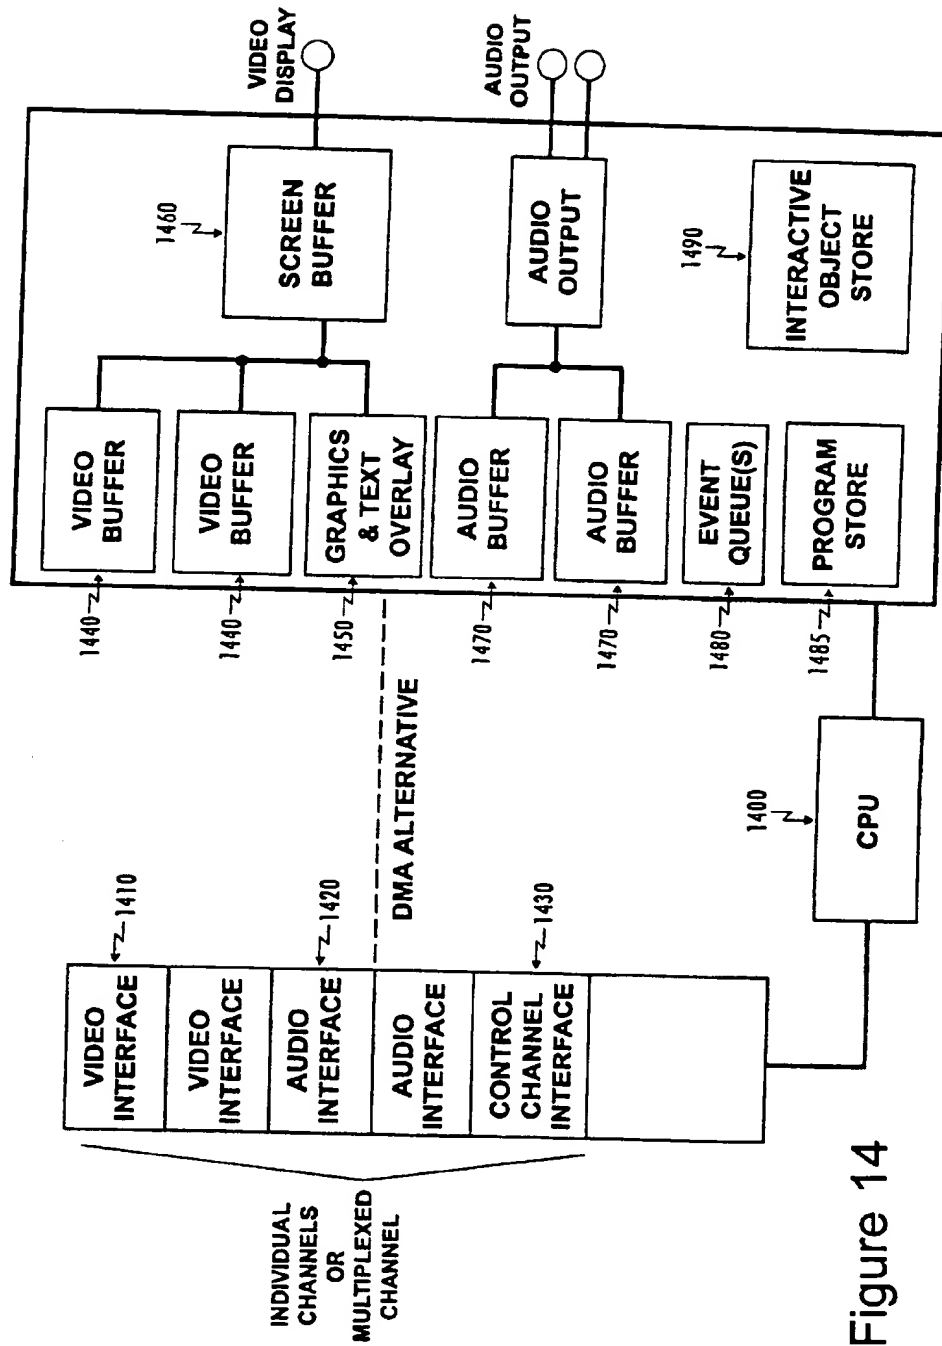 INDIVIDUAL
CHANNELS
OR
MULTIPLEXED
CHANNEL
VIDEO
INTERFACE
1410
VIDEO
INTERFACE
AUDIO
INTERFACE
1420
AUDIO
INTERFACE
CONTROL
CHANNEL
INTERFACE
1430
DMA ALTERNATIVE
CPU
1400
1440
VIDEO
BUFFER
1440
VIDEO
BUFFER
1450
GRAPHICS
& TEXT
OVERLAY
1470
AUDIO
BUFFER
1470
AUDIO
BUFFER
1480
EVENT
QUEUE(S)
1485
PROGRAM
STORE
1460
SCREEN
BUFFER
AUDIO
OUTPUT
1490
INTERACTIVE
OBJECT
STORE
VIDEO
DISPLAY
AUDIO
OUTPUT
Figure 14